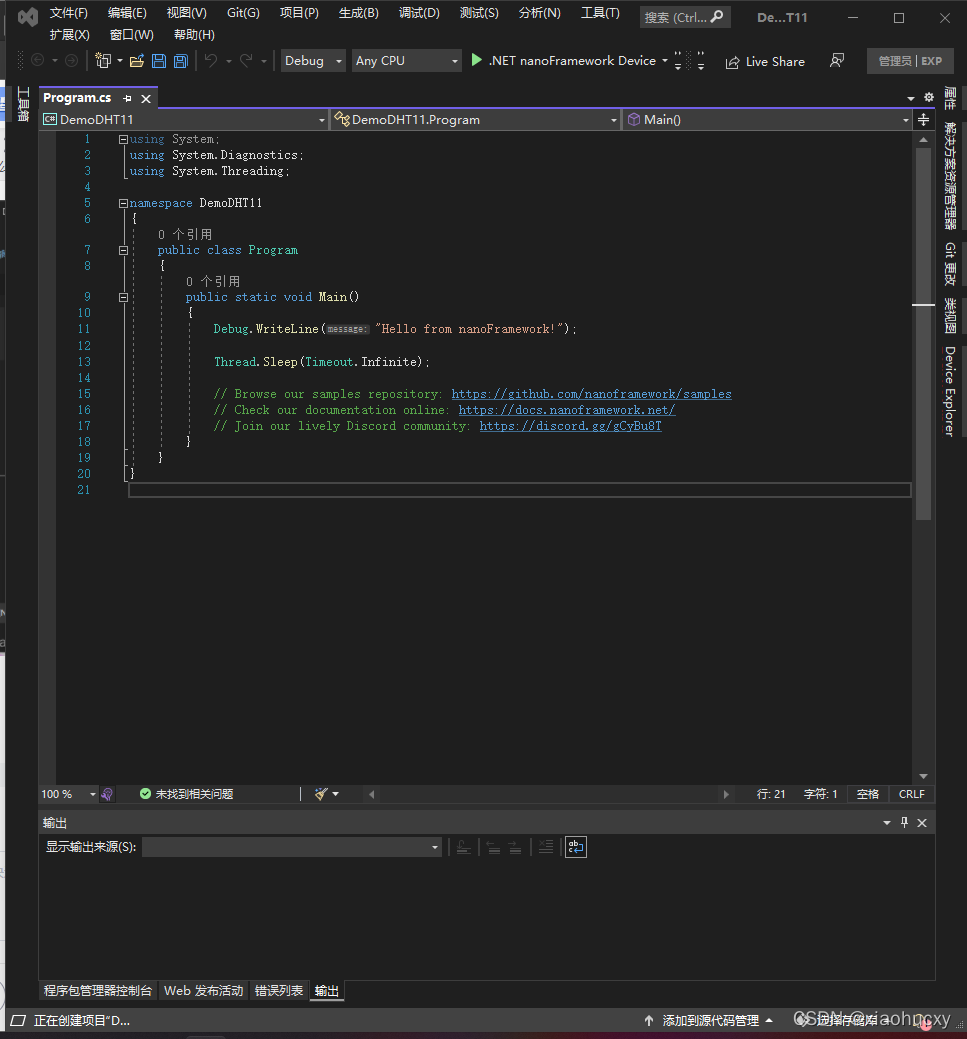 文件(F) 编辑(E) 视图(V) Git(G) 项目(P) 生成(B) 调试(D) 测试(S) 分析(N) 工具(T) 搜索 (Ctrl... De...T11
扩展(X) 窗口(W) 帮助(H)
Debug Any CPU .NET nanoFramework Device Live Share 管理员 EXP
工具箱
Program.cs
DemoDHT11 DemoDHT11.Program Main()
1 using System;
2 using System.Diagnostics;
3 using System.Threading;
4
5 namespace DemoDHT11
6 {
0 个引用
7 public class Program
8 {
0 个引用
9 public static void Main()
10 {
11 Debug.WriteLine(message: "Hello from nanoFramework!");
12
13 Thread.Sleep(Timeout.Infinite);
14
15 // Browse our samples repository: https://github.com/nanoframework/samples
16 // Check our documentation online: https://docs.nanoframework.net/
17 // Join our lively Discord community: https://discord.gg/gCyBu8T
18 }
19 }
20 }
21
属性
解决方案资源管理器
Git 更改
类视图
Device Explorer
100 % 未找到相关问题 行: 21 字符: 1 空格 CRLF
输出
显示输出来源(S):
程序包管理器控制台 Web 发布活动 错误列表 输出
正在创建项目“D... 添加到源代码管理 选择存储库
CSDN @xiaohncxy